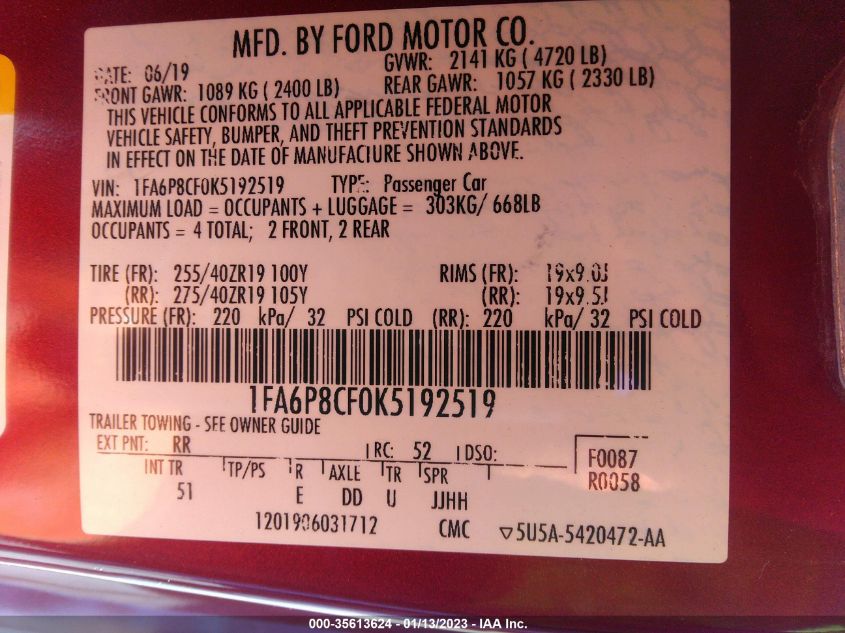 MFD. BY FORD MOTOR CO.
DATE: 06/19 GVWR: 2141 KG ( 4720 LB)
FRONT GAWR: 1089 KG ( 2400 LB) REAR GAWR: 1057 KG ( 2330 LB)
THIS VEHICLE CONFORMS TO ALL APPLICABLE FEDERAL MOTOR
VEHICLE SAFETY, BUMPER, AND THEFT PREVENTION STANDARDS
IN EFFECT ON THE DATE OF MANUFACTURE SHOWN ABOVE.
VIN: 1FA6P8CF0K5192519 TYPE: Passenger Car
MAXIMUM LOAD = OCCUPANTS + LUGGAGE = 303KG/ 668LB
OCCUPANTS = 4 TOTAL; 2 FRONT, 2 REAR
TIRE (FR): 255/40ZR19 100Y RIMS (FR): 19x9.0J
(RR): 275/40ZR19 105Y (RR): 19x9.5J
PRESSURE (FR): 220 kPa/ 32 PSI COLD (RR): 220 kPa/ 32 PSI COLD
1FA6P8CF0K5192519
TRAILER TOWING - SEE OWNER GUIDE
EXT PNT: RR RC: 52 DSO: F0087
INT TR TP/PS R AXLE TR SPR R0058
51 E DD U JJHH
1201906031712 CMC 5U5A-5420472-AA
000-35613624 - 01/13/2023 - IAA Inc.